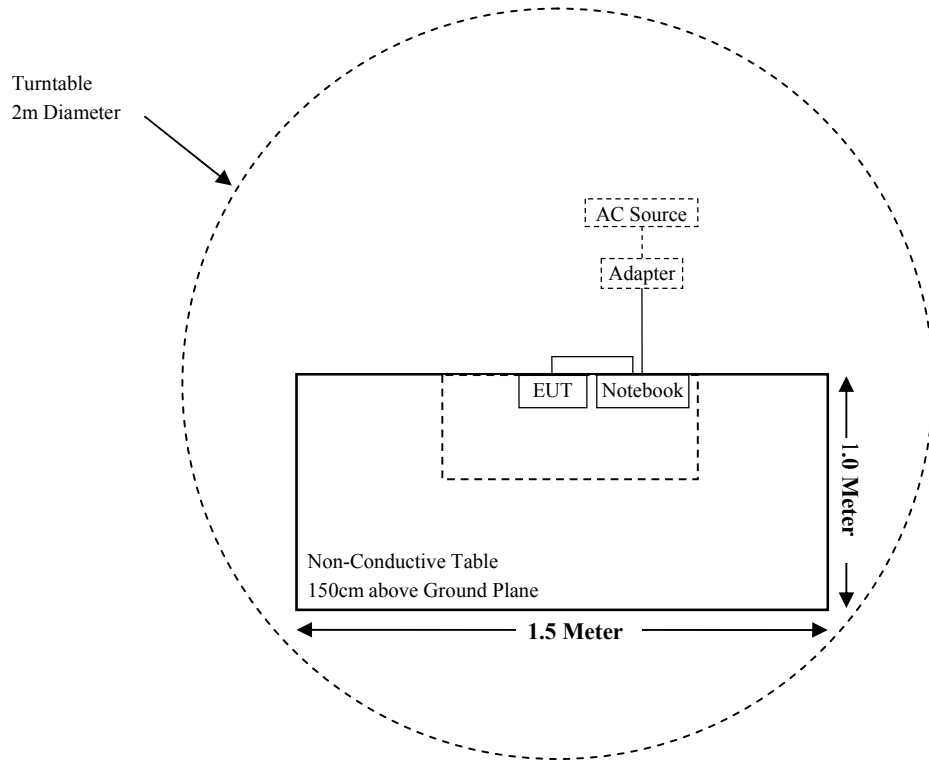 Turntable
2m Diameter
AC Source
Adapter
EUT
Notebook
1.0 Meter
Non-Conductive Table
150cm above Ground Plane
1.5 Meter